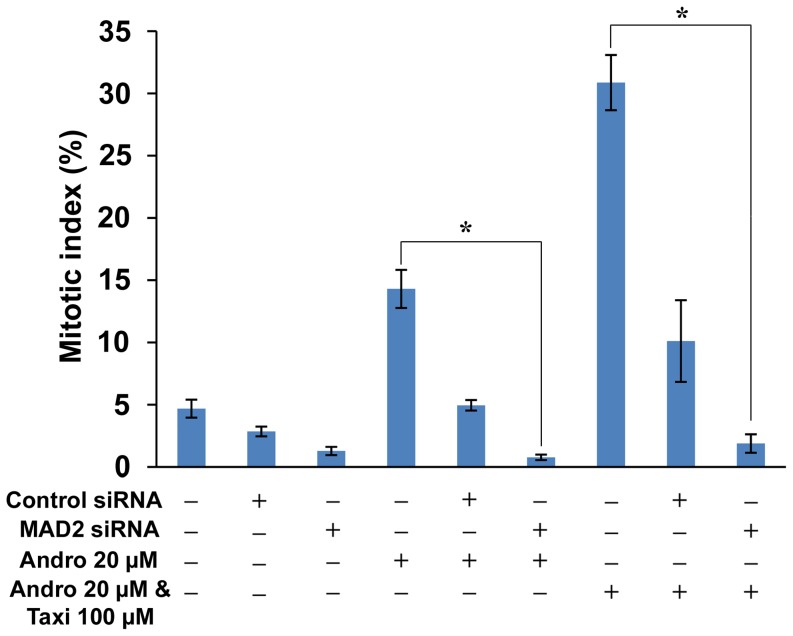 *
35
30
25
20
15
10
5
0
Mitotic index (%)
*
Control siRNA − + − − + − − + −
MAD2 siRNA − − + − − + − − +
Andro 20 µM − − − + + + − − −
Andro 20 µM & − − − − − − + + +
Taxi 100 µM